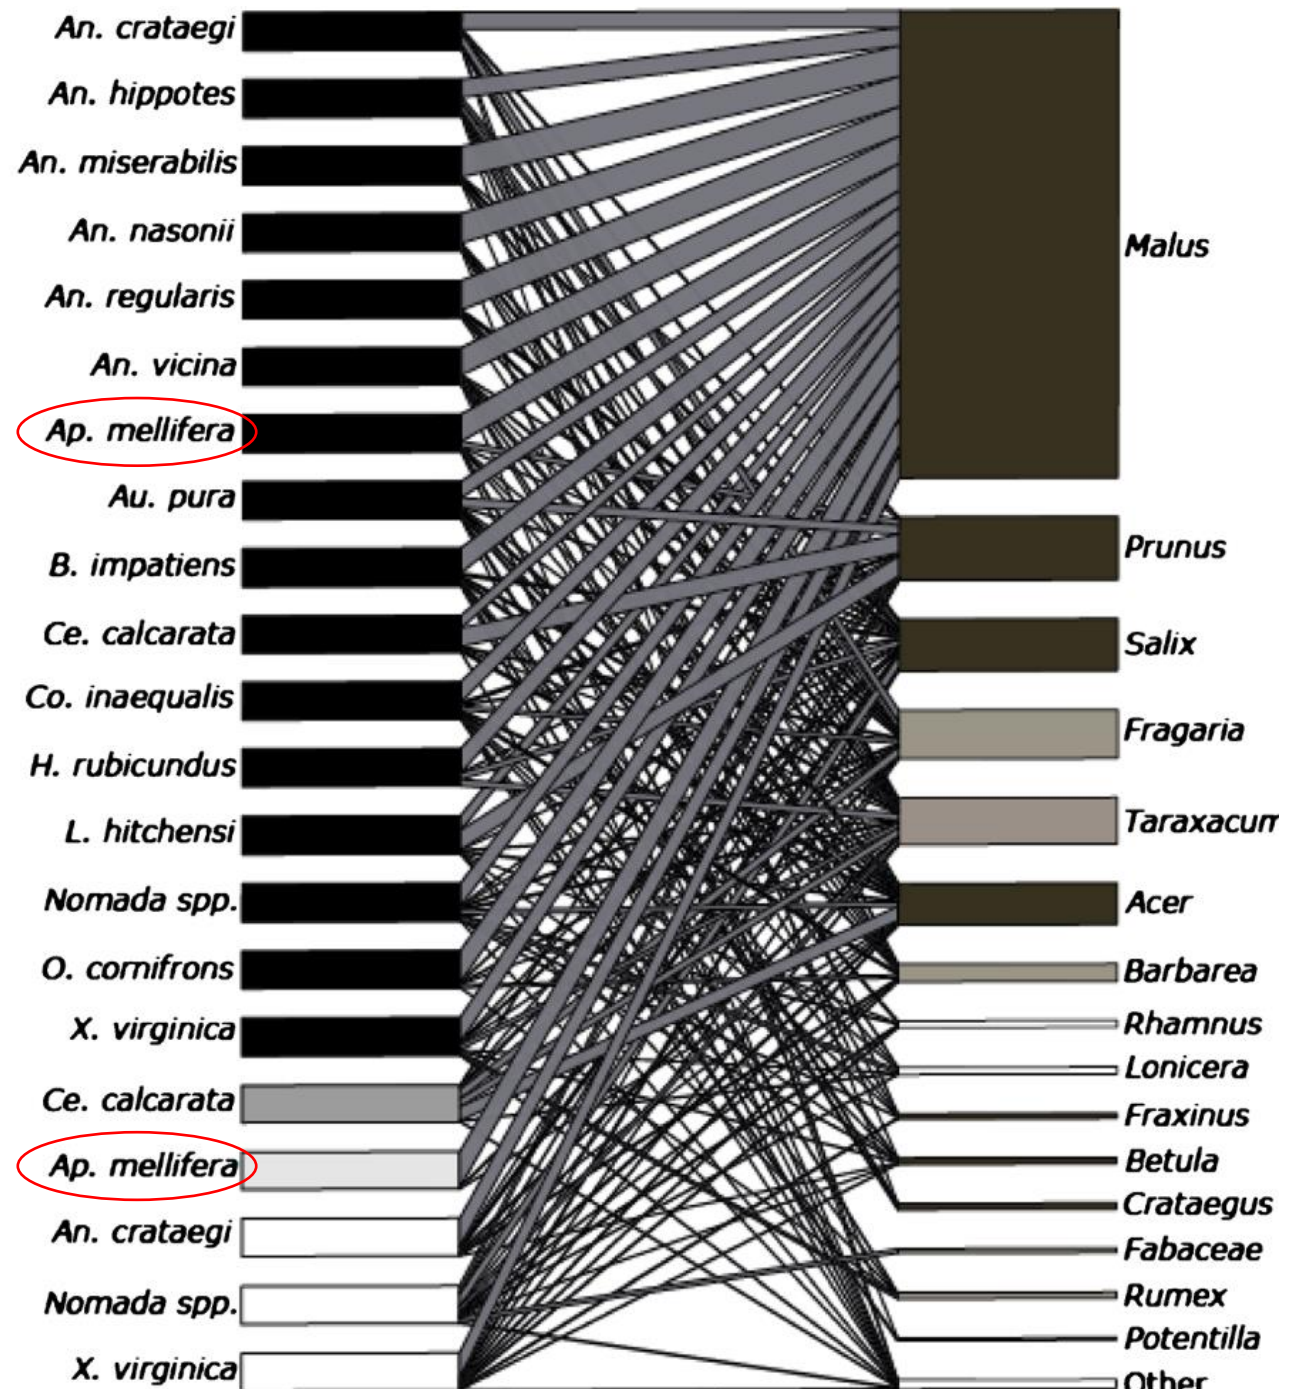 An. crataegi
An. hippotes
An. miserabilis
An. nasonii
An. regularis
An. vicina
Ap. mellifera
Au. pura
B. impatiens
Ce. calcarata
Co. inaequalis
H. rubicundus
L. hitchensi
Nomada spp.
O. cornifrons
X. virginica
Ce. calcarata
Ap. mellifera
An. crataegi
Nomada spp.
X. virginica
Malus
Prunus
Salix
Fragaria
Taraxacum
Acer
Barbarea
Rhamnus
Lonicera
Fraxinus
Betula
Crataegus
Fabaceae
Rumex
Potentilla
Other